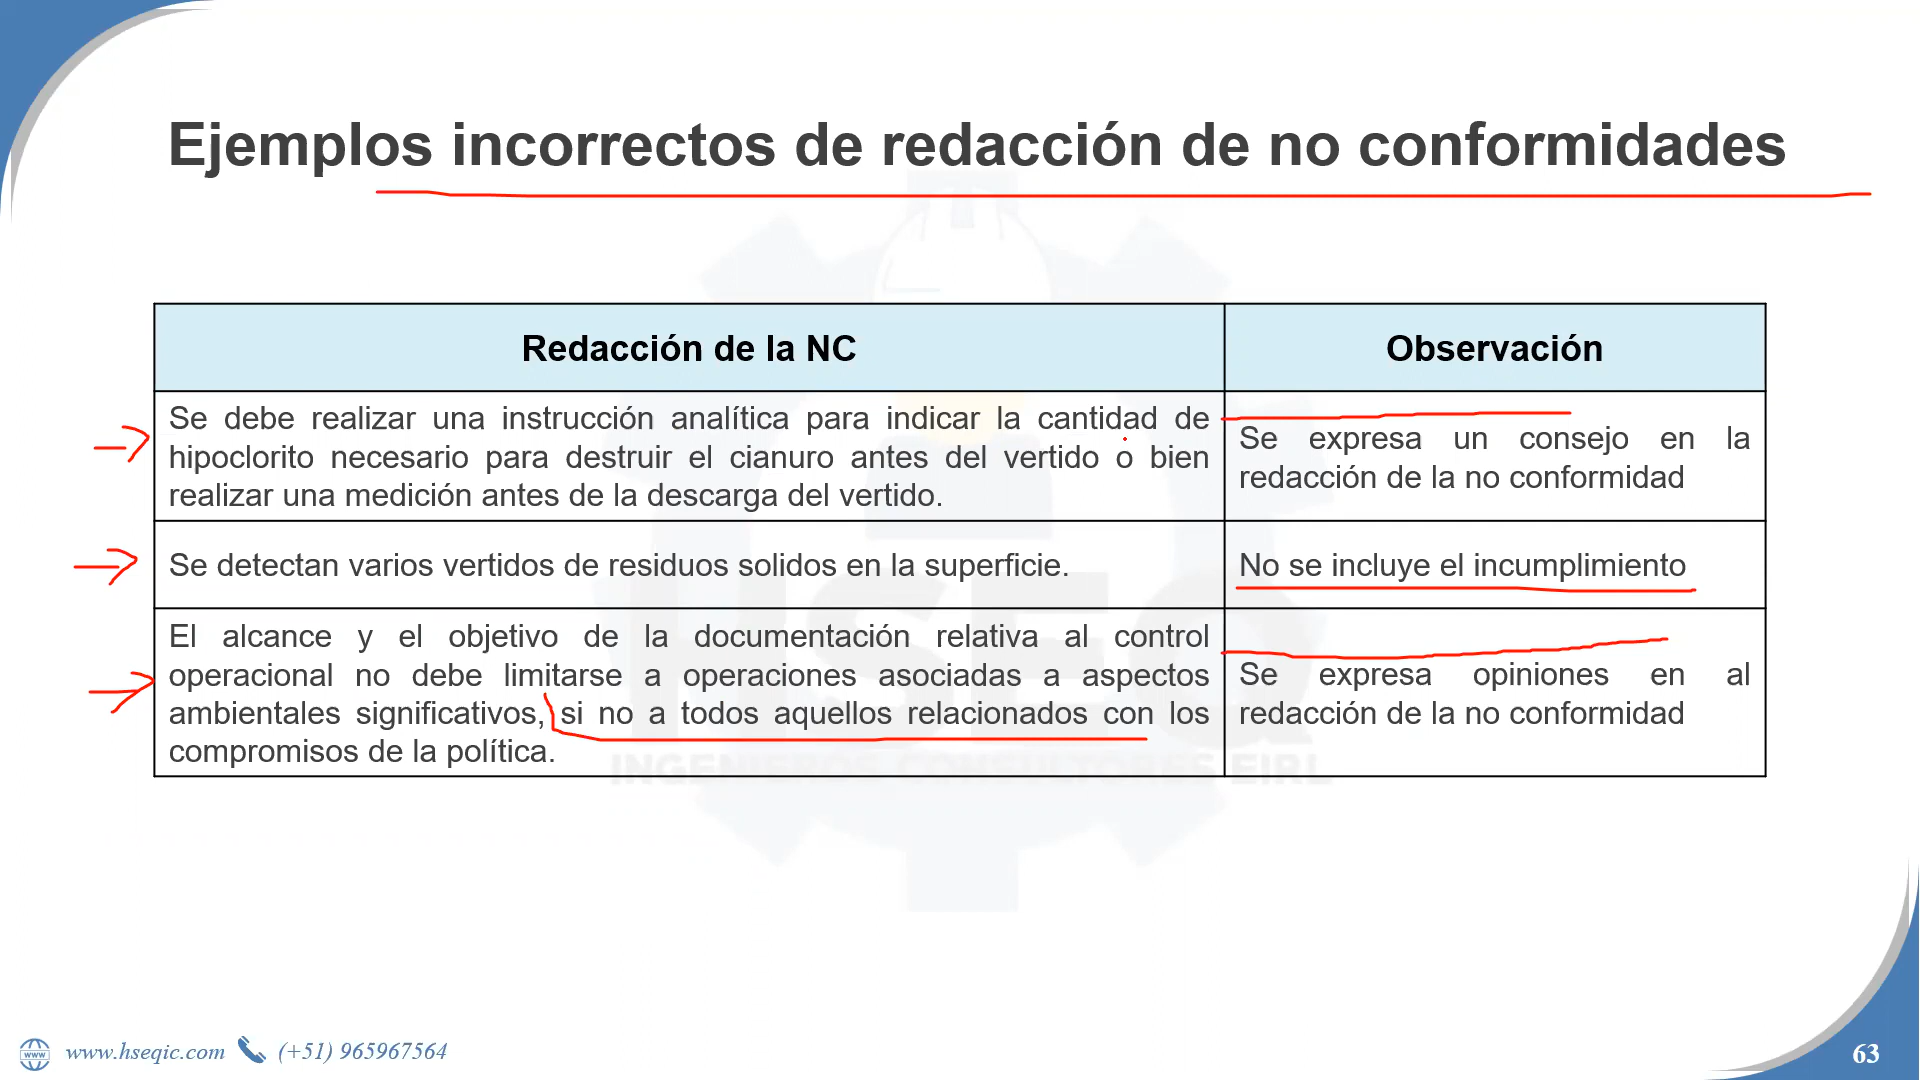 Ejemplos incorrectos de redacción de no conformidades
Redacción de la NC
Observación
Se debe realizar una instrucción analítica para indicar la cantidad de
hipoclorito necesario para destruir el cianuro antes del vertido o bien
realizar una medición antes de la descarga del vertido.
Se expresa un consejo en la
redacción de la no conformidad
Se detectan varios vertidos de residuos solidos en la superficie.
No se incluye el incumplimiento
El alcance y el objetivo de la documentación relativa al control
operacional no debe limitarse a operaciones asociadas a aspectos
ambientales significativos, si no a todos aquellos relacionados con los
compromisos de la política.
Se expresa opiniones en al
redacción de la no conformidad
HSEQ
INGENIEROS CONSULTORES EIRL
www
www.hseqic.com
(+51) 965967564
63